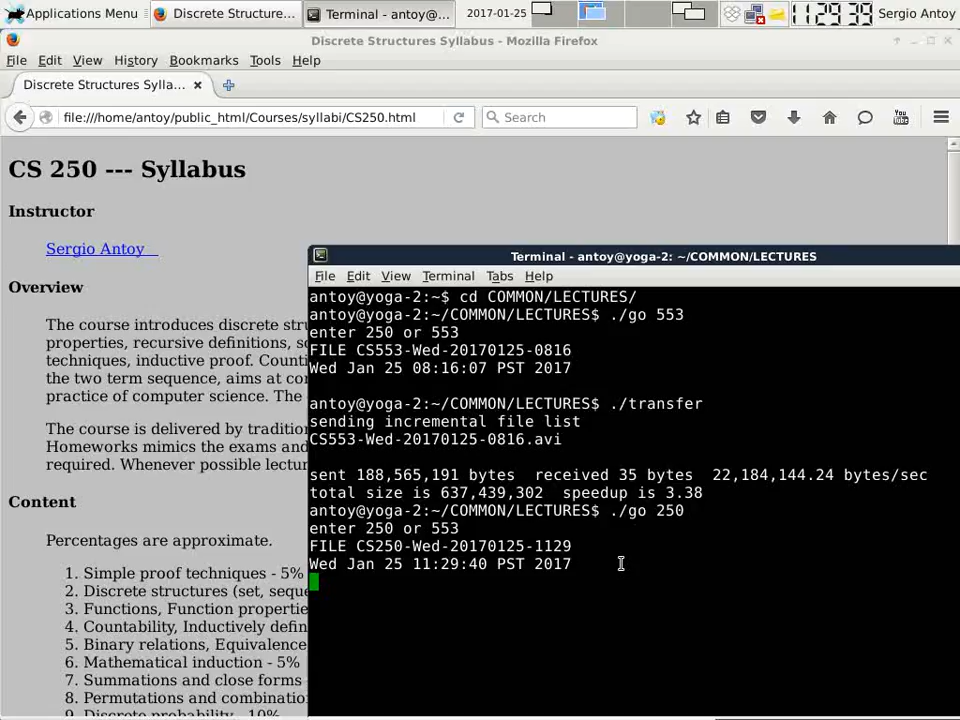 Applications Menu
Discrete Structure...
Terminal - antoy@...
2017-01-25
11:29:39
Sergio Antoy
Discrete Structures Syllabus - Mozilla Firefox
File Edit View History Bookmarks Tools Help
Discrete Structures Sylla...
file:///home/antoy/public_html/Courses/syllabi/CS250.html
Search
You Tube
CS 250 --- Syllabus
Instructor
Sergio Antoy
Overview
The course introduces discrete stru
properties, recursive definitions, s
techniques, inductive proof. Counti
the two term sequence, aims at co
practice of computer science. The
The course is delivered by tradition
Homeworks mimics the exams and
required. Whenever possible lectur
Content
Percentages are approximate.
1. Simple proof techniques - 5%
2. Discrete structures (set, seque
3. Functions, Function propertie
4. Countability, Inductively defin
5. Binary relations, Equivalence
6. Mathematical induction - 5%
7. Summations and close forms
8. Permutations and combinatio
9. Discrete probability - 10%
Terminal - antoy@yoga-2: ~/COMMON/LECTURES
File Edit View Terminal Tabs Help
antoy@yoga-2:~$ cd COMMON/LECTURES/
antoy@yoga-2:~/COMMON/LECTURES$ ./go 553
enter 250 or 553
FILE CS553-Wed-20170125-0816
Wed Jan 25 08:16:07 PST 2017
antoy@yoga-2:~/COMMON/LECTURES$ ./transfer
sending incremental file list
CS553-Wed-20170125-0816.avi
sent 188,565,191 bytes  received 35 bytes  22,184,144.24 bytes/sec
total size is 637,439,302  speedup is 3.38
antoy@yoga-2:~/COMMON/LECTURES$ ./go 250
enter 250 or 553
FILE CS250-Wed-20170125-1129
Wed Jan 25 11:29:40 PST 2017